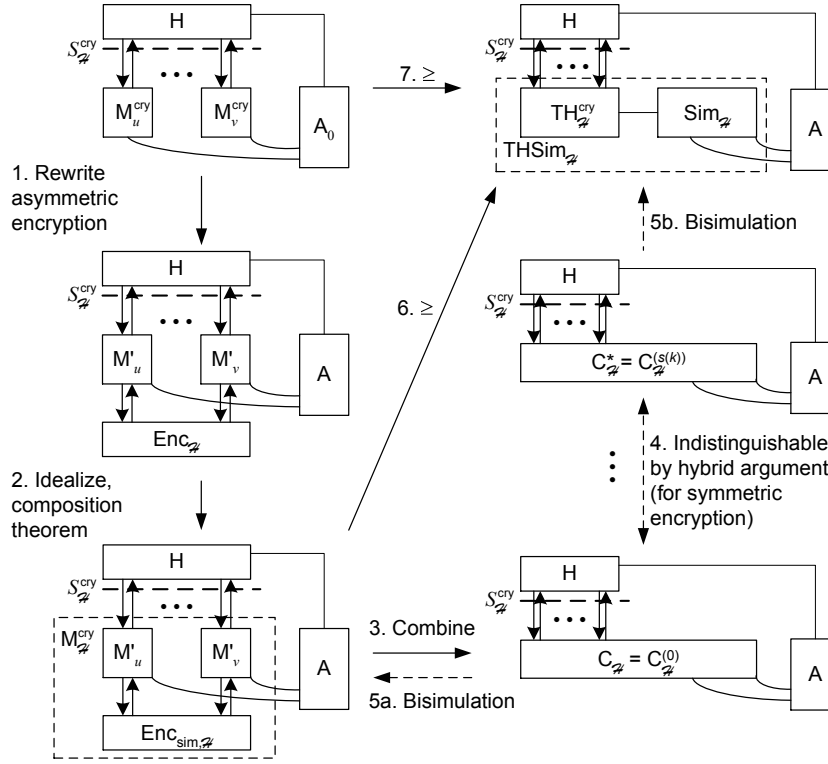 H
S_ℋ^cry
• • •
M_u^cry
M_v^cry
A_0
7. ≥
H
S_ℋ^cry
• • •
TH_ℋ^cry
Sim_ℋ
A
THSim_ℋ
1. Rewrite
asymmetric
encryption
5b. Bisimulation
H
S_ℋ^cry
• • •
M'_u
M'_v
A
Enc_ℋ
6. ≥
H
S_ℋ^cry
• • •
C*_ℋ = C_ℋ^(s(k))
A
2. Idealize,
composition
theorem
4. Indistinguishable
by hybrid argument
(for symmetric
encryption)
H
S_ℋ^cry
• • •
M_ℋ^cry
M'_u
M'_v
A
Enc_sim,ℋ
3. Combine
5a. Bisimulation
H
S_ℋ^cry
• • •
C_ℋ = C_ℋ^(0)
A